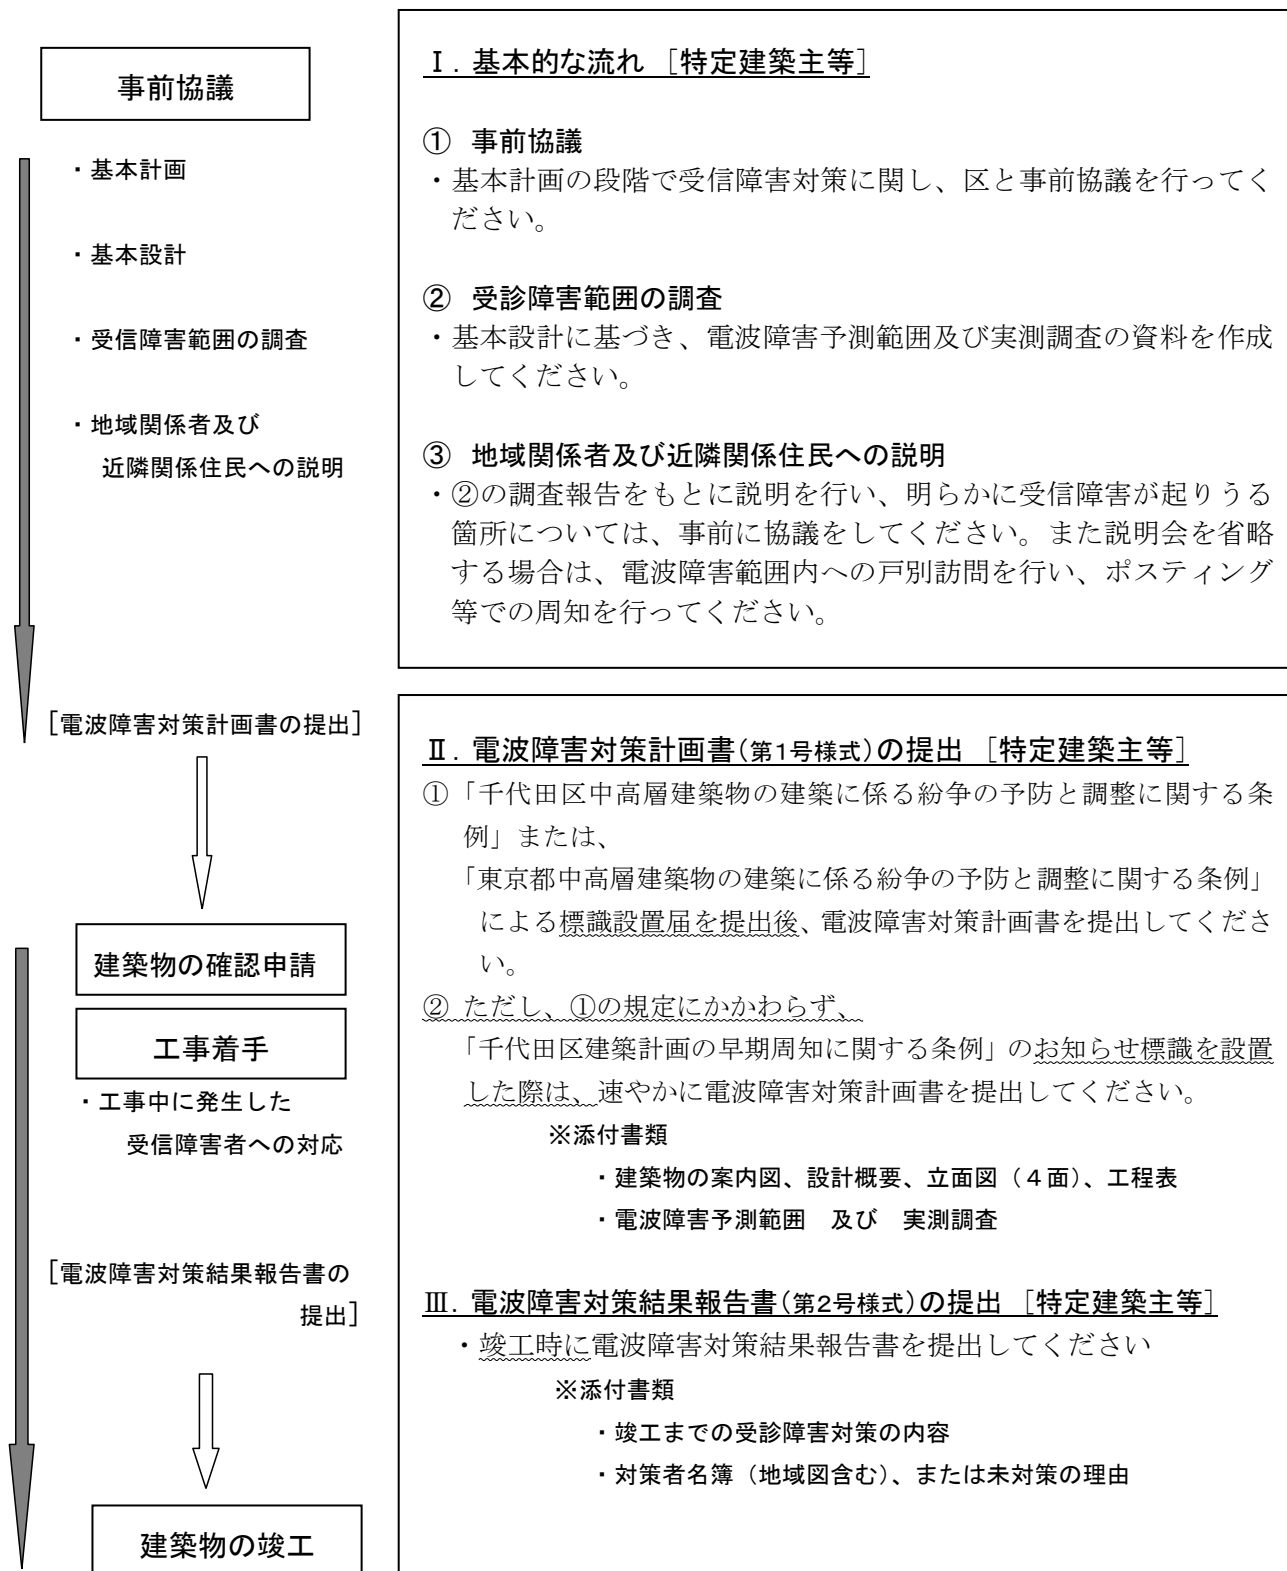 事前協議
・基本計画
・基本設計
・受信障害範囲の調査
・地域関係者及び
近隣関係住民への説明
［電波障害対策計画書の提出］
建築物の確認申請
工事着手
・工事中に発生した
受信障害者への対応
［電波障害対策結果報告書の
提出］
建築物の竣工
Ⅰ．基本的な流れ ［特定建築主等］
① 事前協議
・基本計画の段階で受信障害対策に関し、区と事前協議を行ってく
ださい。
② 受診障害範囲の調査
・基本設計に基づき、電波障害予測範囲及び実測調査の資料を作成
してください。
③ 地域関係者及び近隣関係住民への説明
・②の調査報告をもとに説明を行い、明らかに受信障害が起りうる
箇所については、事前に協議をしてください。また説明会を省略
する場合は、電波障害範囲内への戸別訪問を行い、ポスティング
等での周知を行ってください。
Ⅱ．電波障害対策計画書(第1号様式)の提出 ［特定建築主等］
①「千代田区中高層建築物の建築に係る紛争の予防と調整に関する条
例」または、
「東京都中高層建築物の建築に係る紛争の予防と調整に関する条例」
による標識設置届を提出後、電波障害対策計画書を提出してくださ
い。
② ただし、①の規定にかかわらず、
「千代田区建築計画の早期周知に関する条例」のお知らせ標識を設置
した際は、速やかに電波障害対策計画書を提出してください。
※添付書類
・建築物の案内図、設計概要、立面図（４面）、工程表
・電波障害予測範囲 及び 実測調査
Ⅲ．電波障害対策結果報告書(第2号様式)の提出 ［特定建築主等］
・竣工時に電波障害対策結果報告書を提出してください
※添付書類
・竣工までの受診障害対策の内容
・対策者名簿（地域図含む）、または未対策の理由